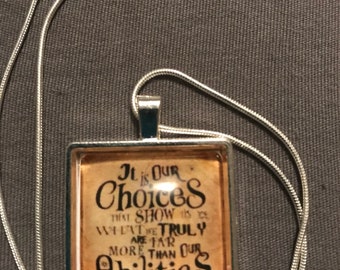 It is Our
Choices
that show us
what we truly
are far
more than our
Abilities